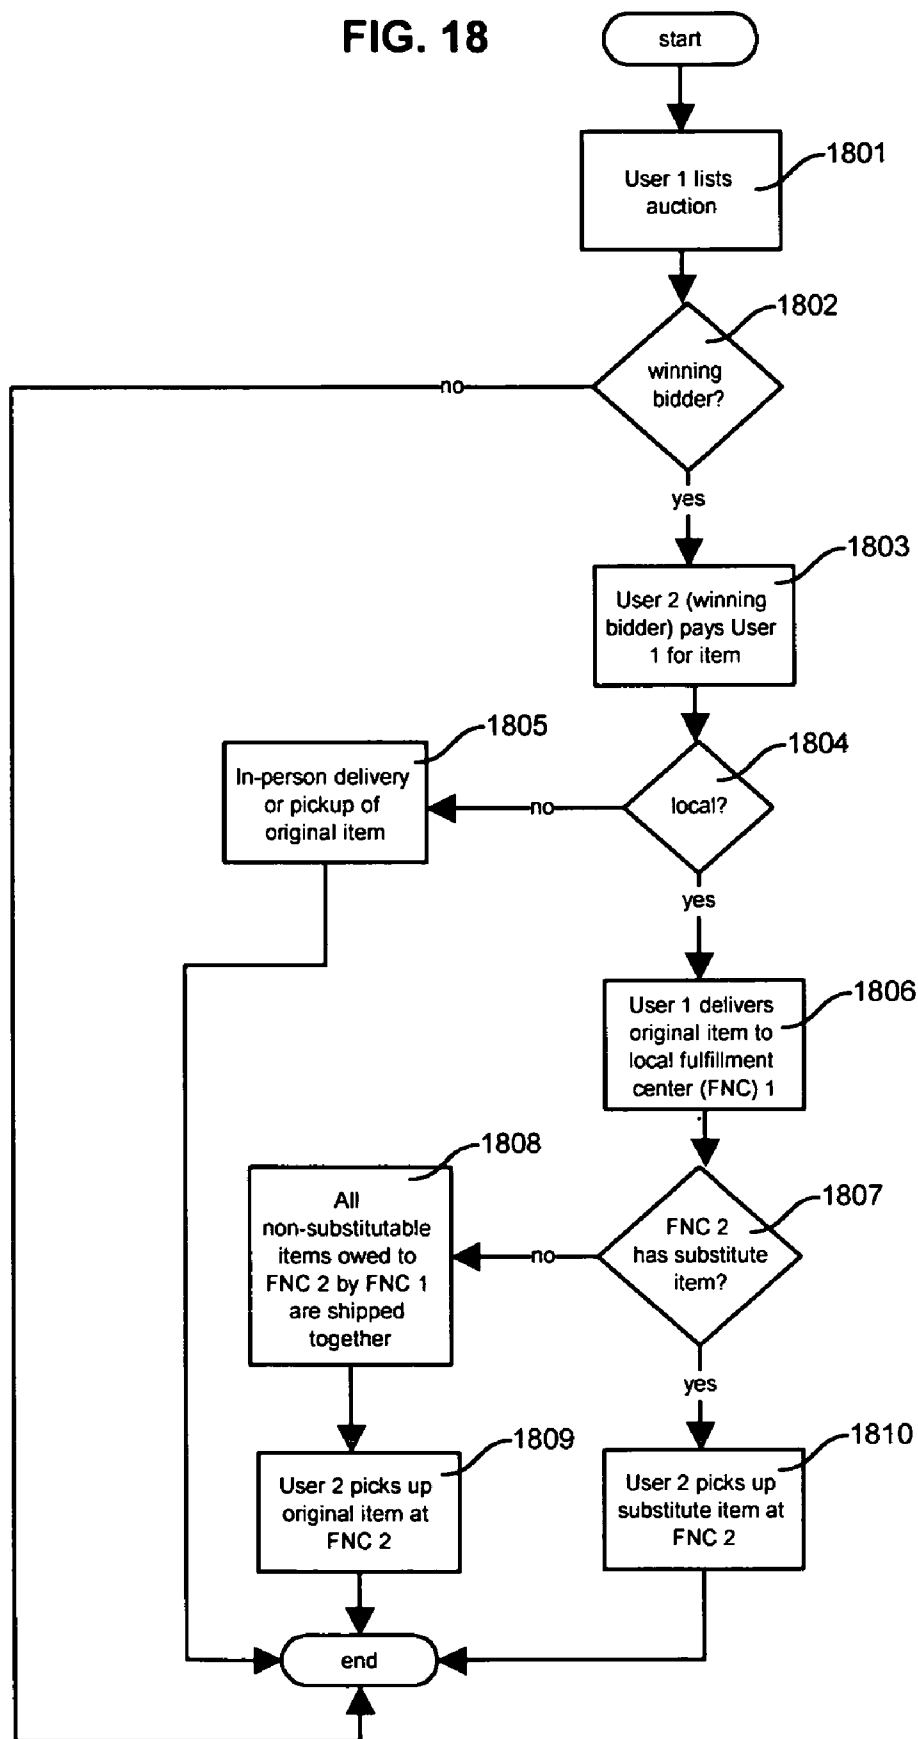 FIG. 18
start
1801
User 1 lists
auction
1802
winning
bidder?
no
yes
1803
User 2 (winning
bidder) pays User
1 for item
1804
local?
no
1805
In-person delivery
or pickup of
original item
yes
1806
User 1 delivers
original item to
local fulfillment
center (FNC) 1
1807
FNC 2
has substitute
item?
no
1808
All
non-substitutable
items owed to
FNC 2 by FNC 1
are shipped
together
yes
1809
User 2 picks up
original item at
FNC 2
1810
User 2 picks up
substitute item at
FNC 2
end